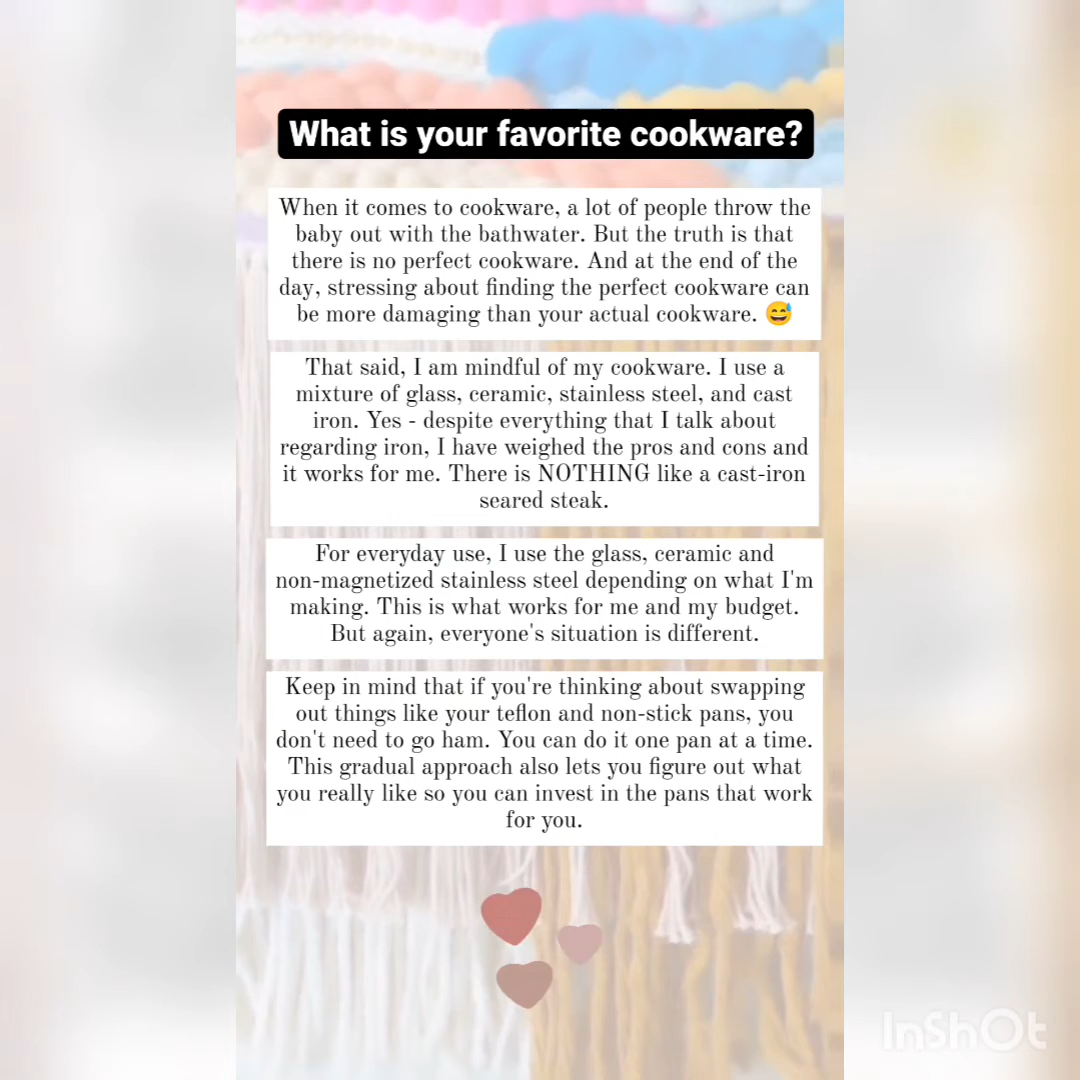 What is your favorite cookware?
When it comes to cookware, a lot of people throw the
baby out with the bathwater. But the truth is that
there is no perfect cookware. And at the end of the
day, stressing about finding the perfect cookware can
be more damaging than your actual cookware. 😅
That said, I am mindful of my cookware. I use a
mixture of glass, ceramic, stainless steel, and cast
iron. Yes - despite everything that I talk about
regarding iron, I have weighed the pros and cons and
it works for me. There is NOTHING like a cast-iron
seared steak.
For everyday use, I use the glass, ceramic and
non-magnetized stainless steel depending on what I'm
making. This is what works for me and my budget.
But again, everyone's situation is different.
Keep in mind that if you're thinking about swapping
out things like your teflon and non-stick pans, you
don't need to go ham. You can do it one pan at a time.
This gradual approach also lets you figure out what
you really like so you can invest in the pans that work
for you.
InShOt